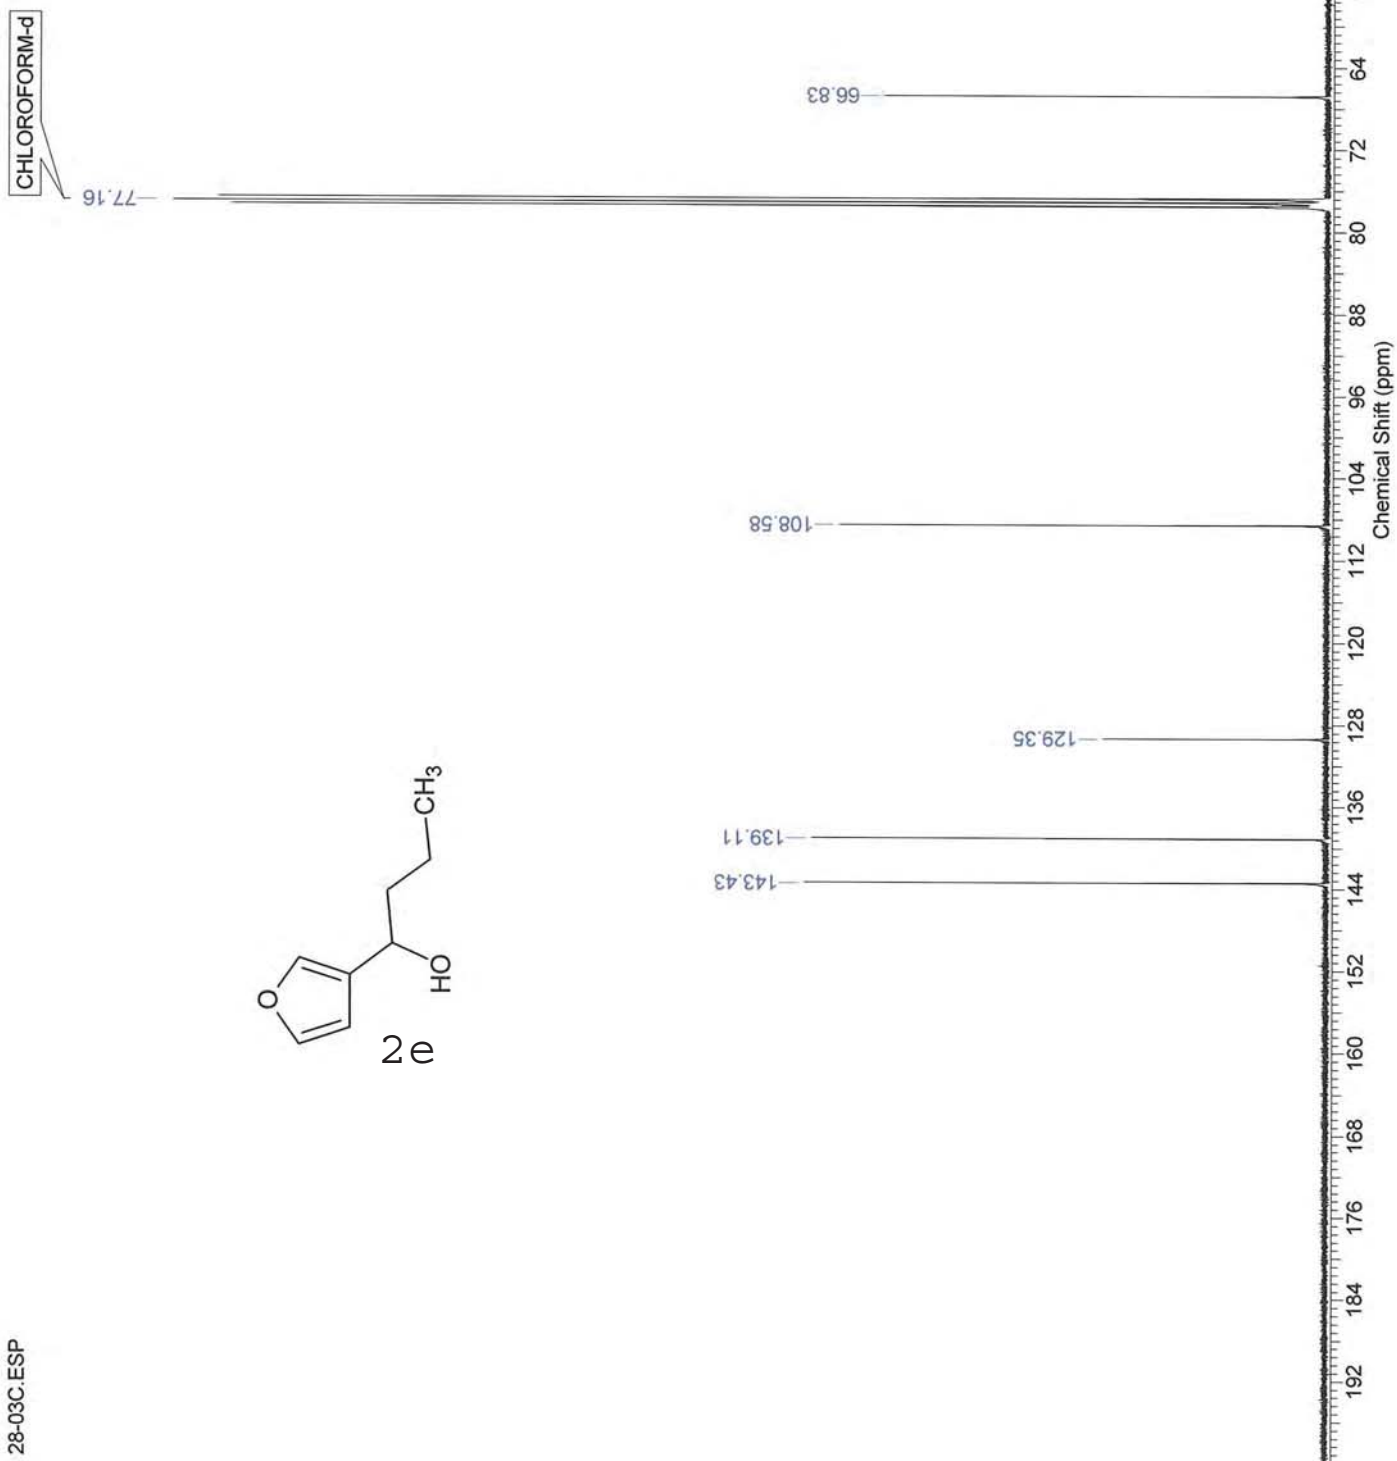 28-03C.ESP
CHLOROFORM-d
77.16
143.43
139.11
129.35
108.58
66.83
O
HO
CH3
2e
192 184 176 168 160 152 144 136 128 120 112 104 96 88 80 72 64
Chemical Shift (ppm)